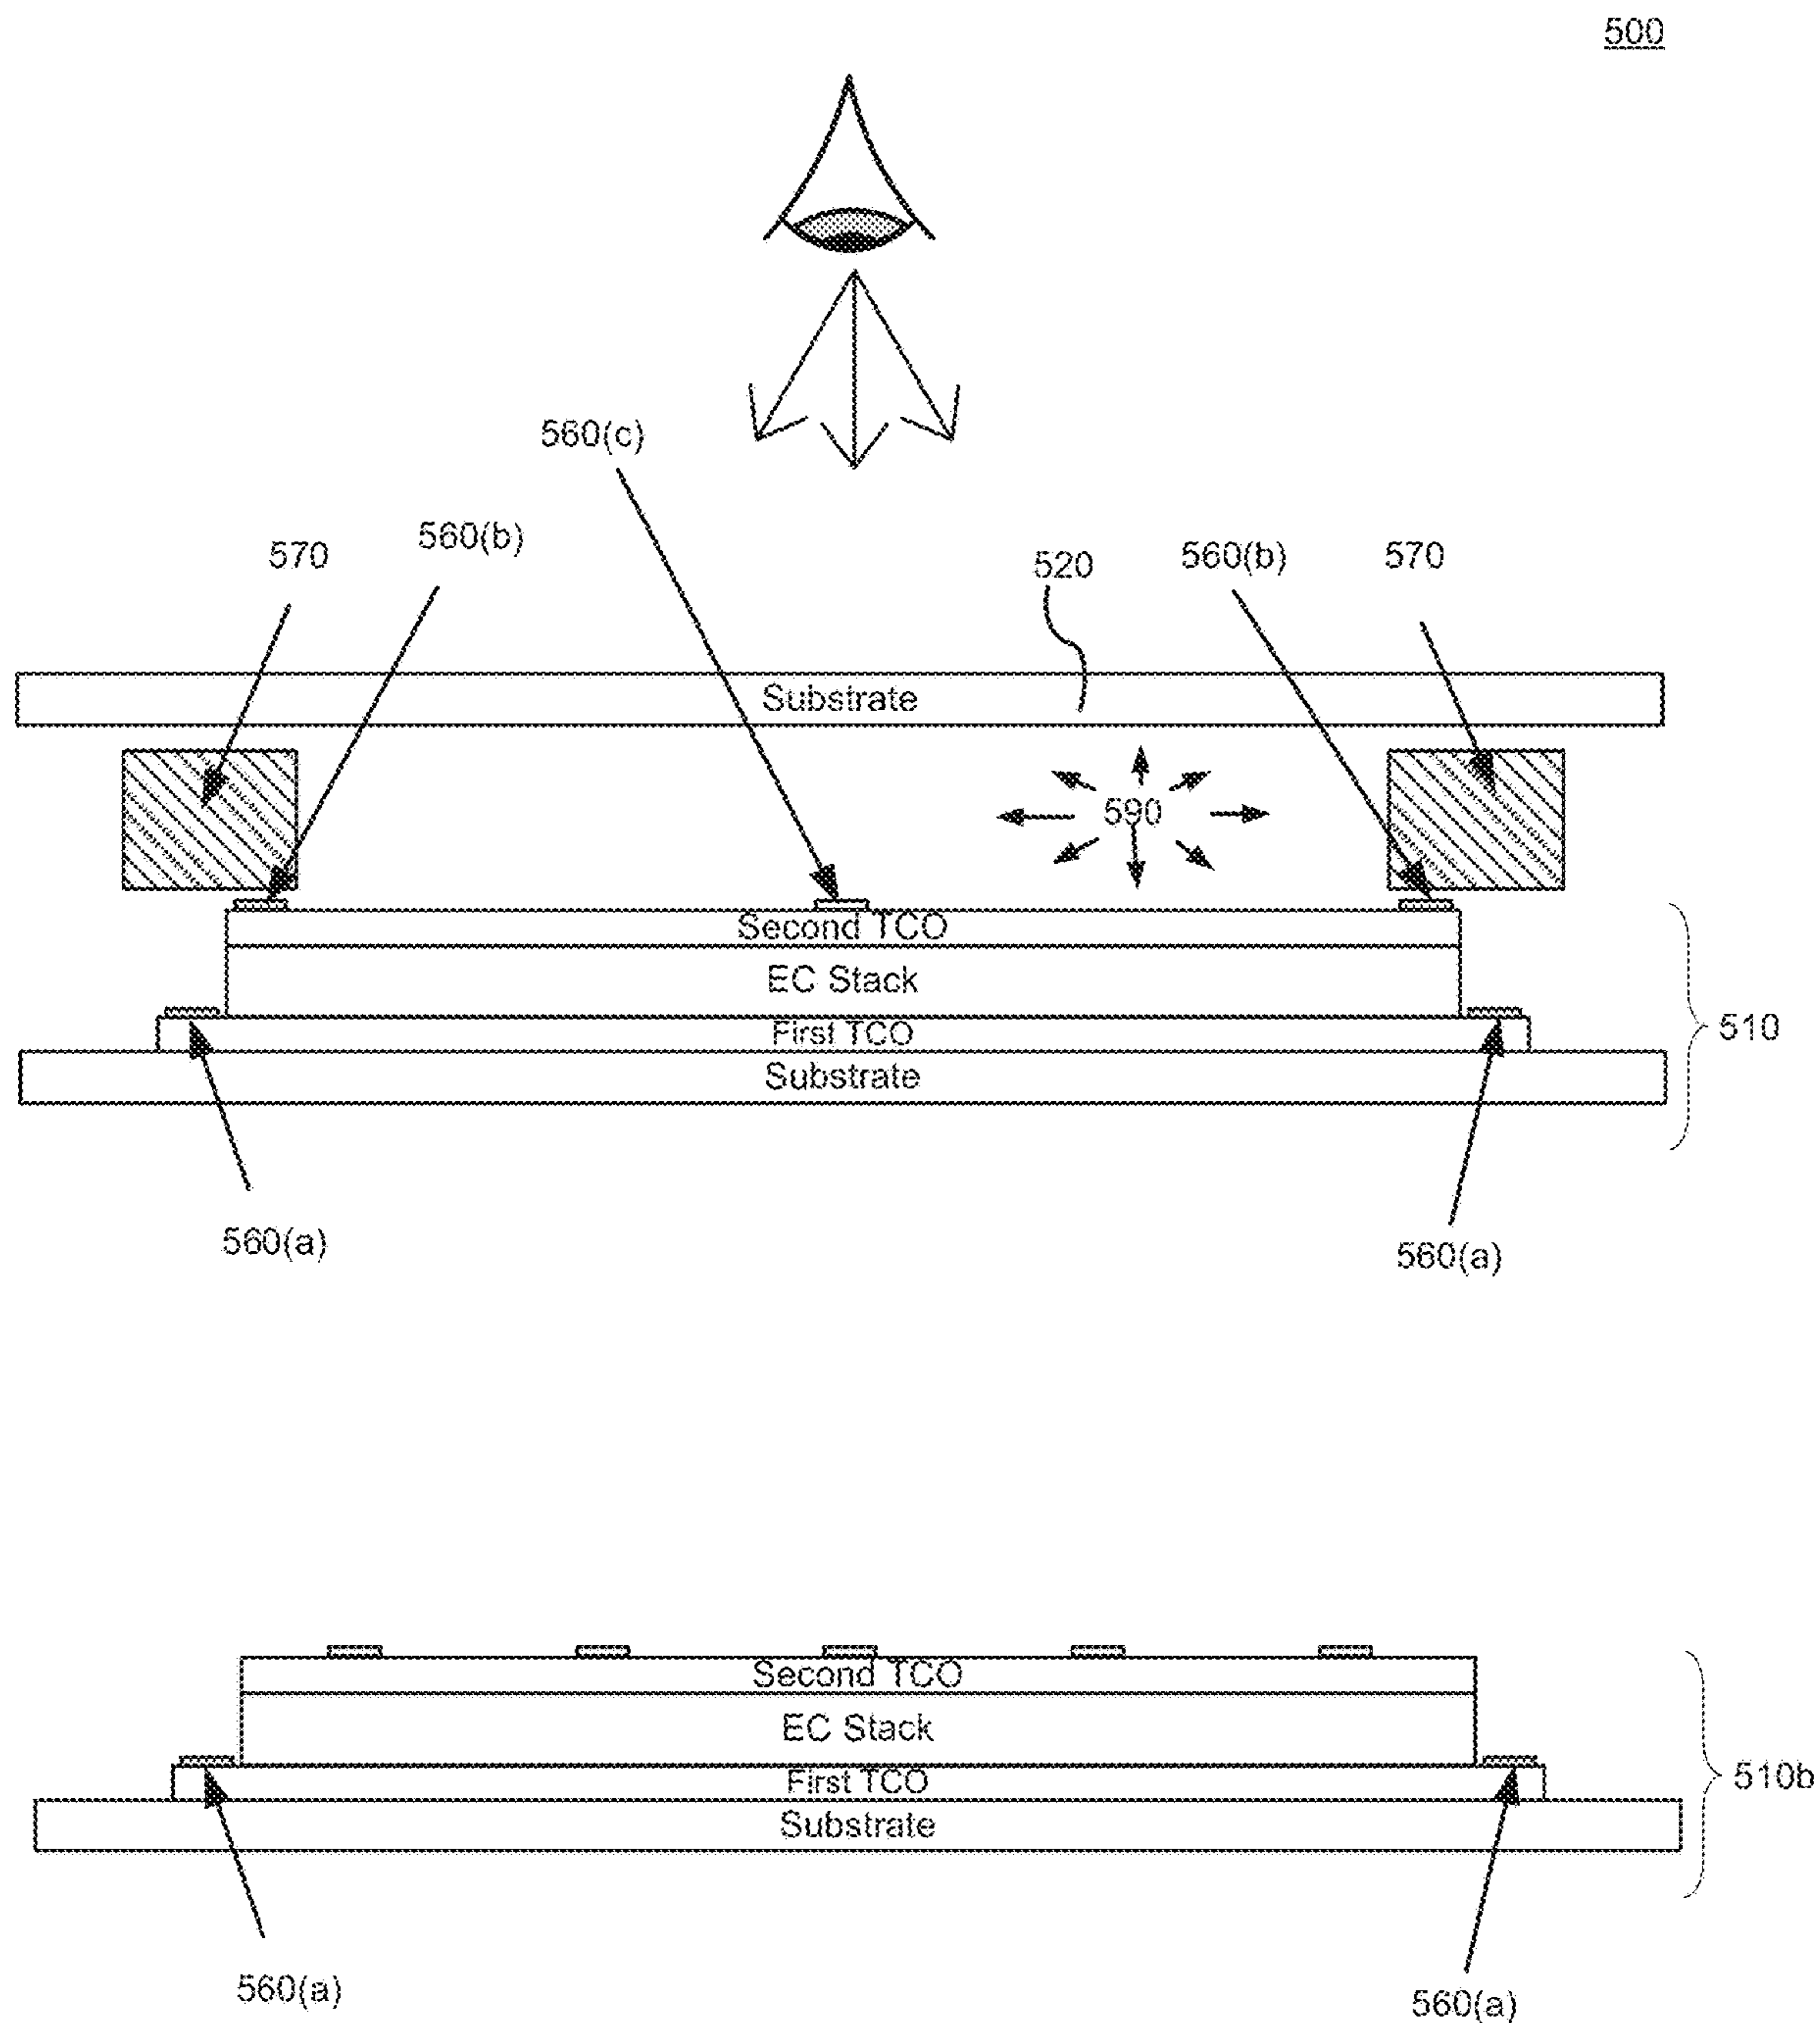 500
560(c)
560(b)
570
520
560(b)
570
Substrate
590
Second TCO
EC Stack
First TCO
510
Substrate
560(a)
560(a)
Second TCO
EC Stack
First TCO
510b
Substrate
560(a)
560(a)